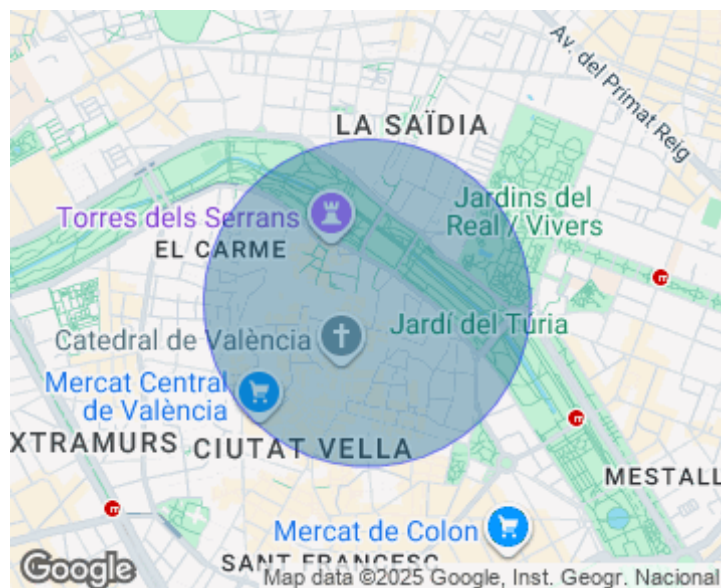 Av. del Primat Reig
LA SAÏDIA
Jardins del
Real / Vivers
Torres dels Serrans
EL CARME
Jardí del Túria
Catedral de València
Mercat Central
de València
XTRAMURS
CIUTAT VELLA
MESTALL
Mercat de Colon
SANT FRANCESC
Google
Map data ©2025 Google, Inst. Geogr. Nacional